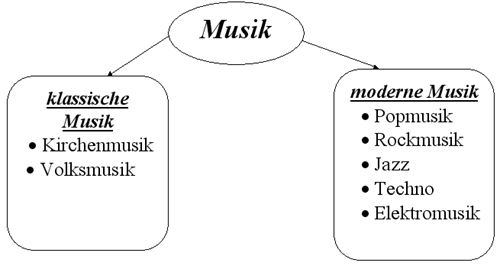 Musik
klassische
Musik
• Kirchenmusik
• Volksmusik
moderne Musik
• Popmusik
• Rockmusik
• Jazz
• Techno
• Elektromusik